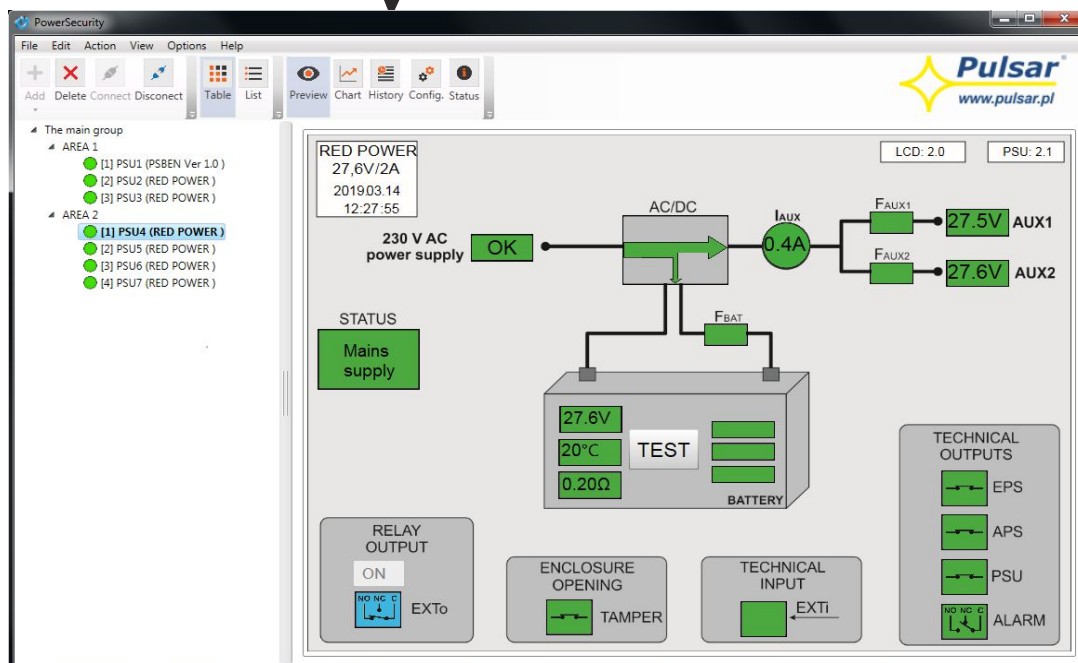 PowerSecurity
File Edit Action View Options Help
Add Delete Connect Disconect Table List Preview Chart History Config. Status
Pulsar
www.pulsar.pl
The main group
AREA 1
[1] PSU1 (PSBEN Ver 1.0 )
[2] PSU2 (RED POWER )
[3] PSU3 (RED POWER )
AREA 2
[1] PSU4 (RED POWER )
[2] PSU5 (RED POWER )
[3] PSU6 (RED POWER )
[4] PSU7 (RED POWER )
RED POWER
27,6V/2A
2019.03.14
12:27:55
LCD: 2.0
PSU: 2.1
230 V AC
power supply
OK
AC/DC
IAUX
0.4A
FAUX1
27.5V AUX1
FAUX2
27.6V AUX2
STATUS
Mains
supply
FBAT
27.6V
20°C
0.20Ω
TEST
BATTERY
RELAY
OUTPUT
ON
NO NC C
EXTo
ENCLOSURE
OPENING
TAMPER
TECHNICAL
INPUT
EXTi
TECHNICAL
OUTPUTS
EPS
APS
PSU
NO NC C
ALARM